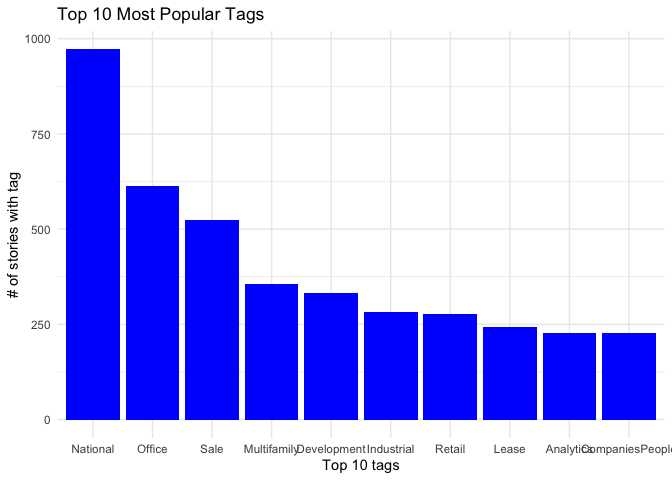 Top 10 Most Popular Tags
# of stories with tag
1000
750
500
250
0
National Office Sale Multifamily Development Industrial Retail Lease Analytics CompaniesPeople
Top 10 tags